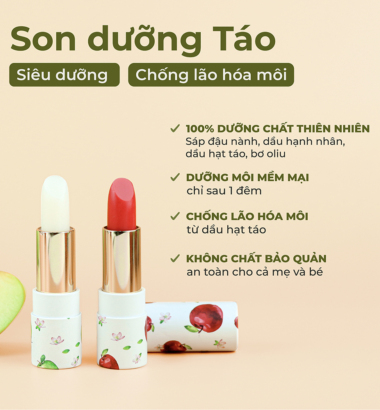 Son dưỡng Táo
Siêu dưỡng
Chống lão hóa môi
100% DƯỠNG CHẤT THIÊN NHIÊN
Sáp đậu nành, dầu hạnh nhân,
dầu hạt táo, bơ oliu
DƯỠNG MÔI MỀM MẠI
chỉ sau 1 đêm
CHỐNG LÃO HÓA MÔI
từ dầu hạt táo
KHÔNG CHẤT BẢO QUẢN
an toàn cho cả mẹ và bé